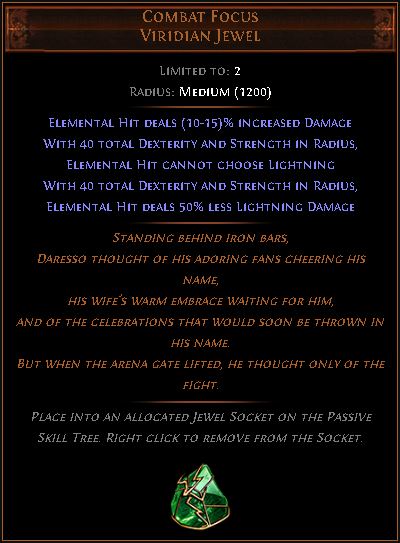 Combat Focus
Viridian Jewel
Limited to: 2
Radius: Medium (1200)
Elemental Hit deals (10-15)% increased Damage
With 40 total Dexterity and Strength in Radius,
Elemental Hit cannot choose Lightning
With 40 total Dexterity and Strength in Radius,
Elemental Hit deals 50% less Lightning Damage
Standing behind iron bars,
Daresso thought of his adoring fans cheering his
name,
his wife's warm embrace waiting for him,
and of the celebrations that would soon be thrown in
his name.
But when the arena gate lifted, he thought only of the
fight.
Place into an allocated Jewel Socket on the Passive
Skill Tree. Right click to remove from the Socket.